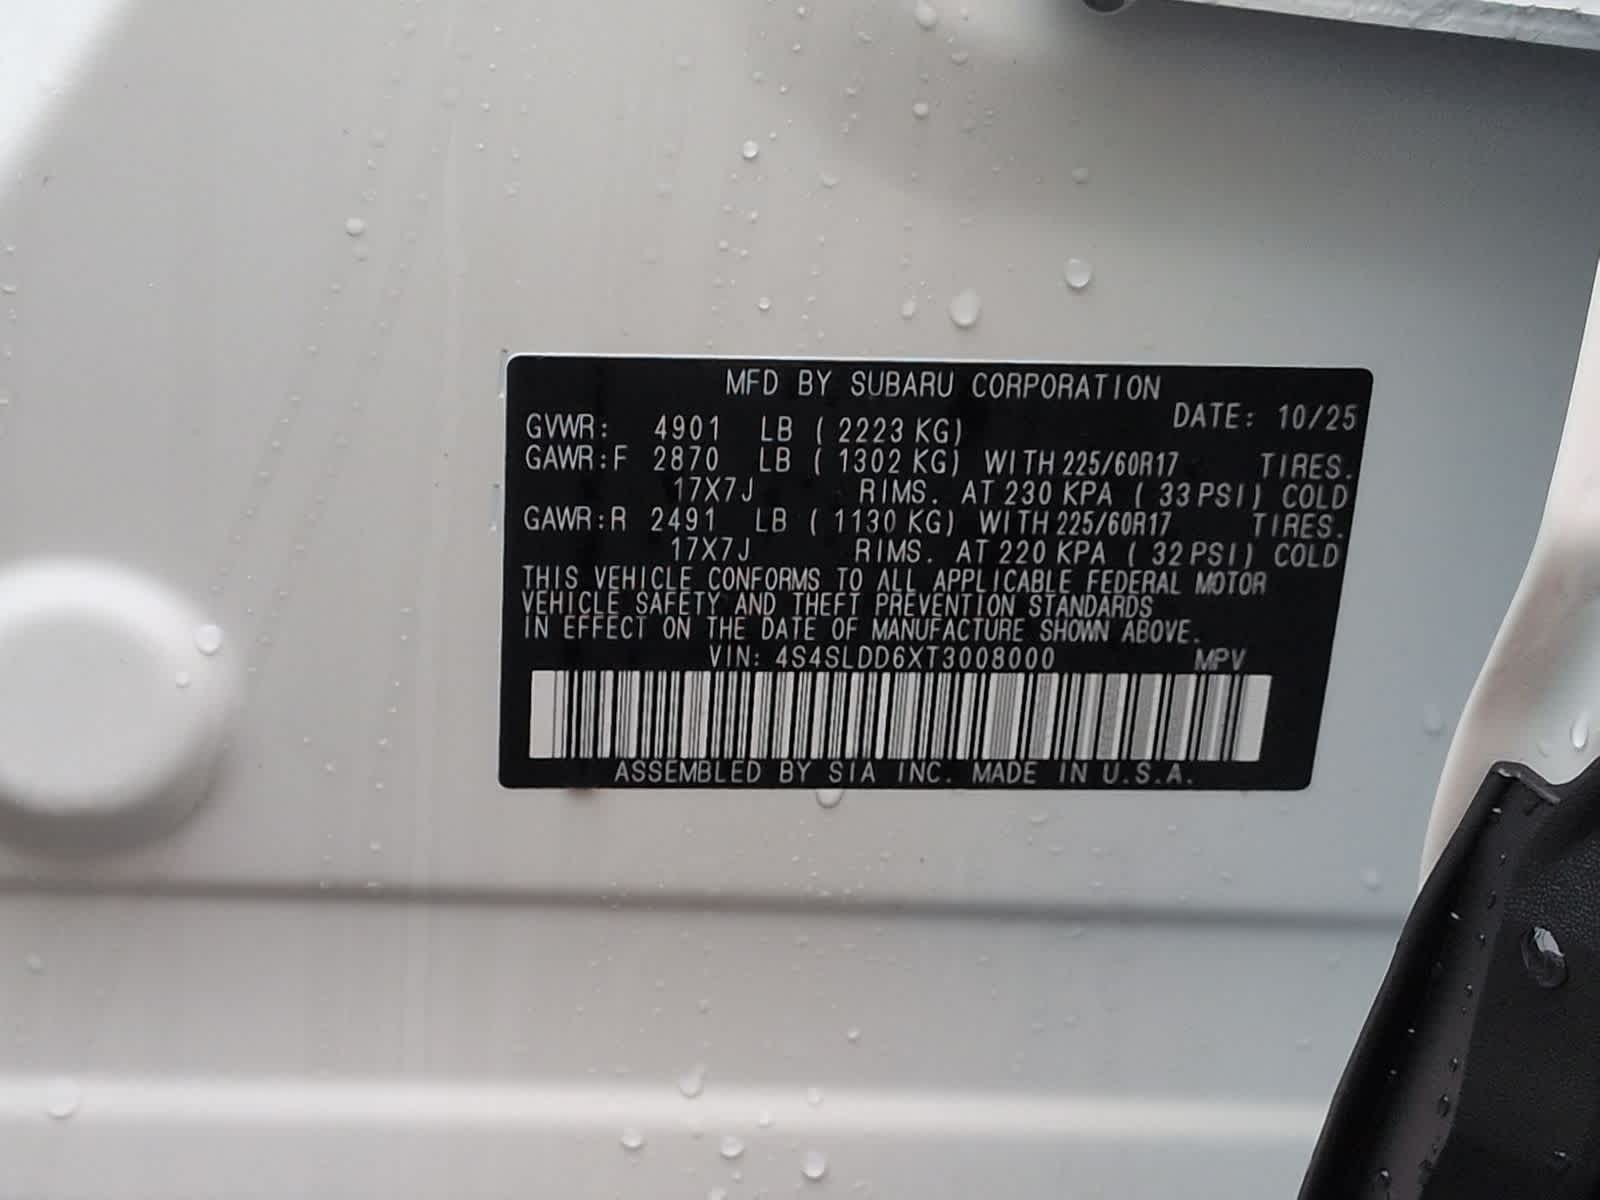 MFD BY SUBARU CORPORATION
DATE: 10/25
GVWR: 4901 LB ( 2223 KG)
GAWR:F 2870 LB ( 1302 KG) WITH 225/60R17 TIRES.
17X7J RIMS. AT 230 KPA ( 33 PSI) COLD
GAWR:R 2491 LB ( 1130 KG) WITH 225/60R17 TIRES.
17X7J RIMS. AT 220 KPA ( 32 PSI) COLD
THIS VEHICLE CONFORMS TO ALL APPLICABLE FEDERAL MOTOR
VEHICLE SAFETY AND THEFT PREVENTION STANDARDS
IN EFFECT ON THE DATE OF MANUFACTURE SHOWN ABOVE.
VIN: 4S4SLDD6XT3008000 MPV
ASSEMBLED BY SIA INC. MADE IN U.S.A.